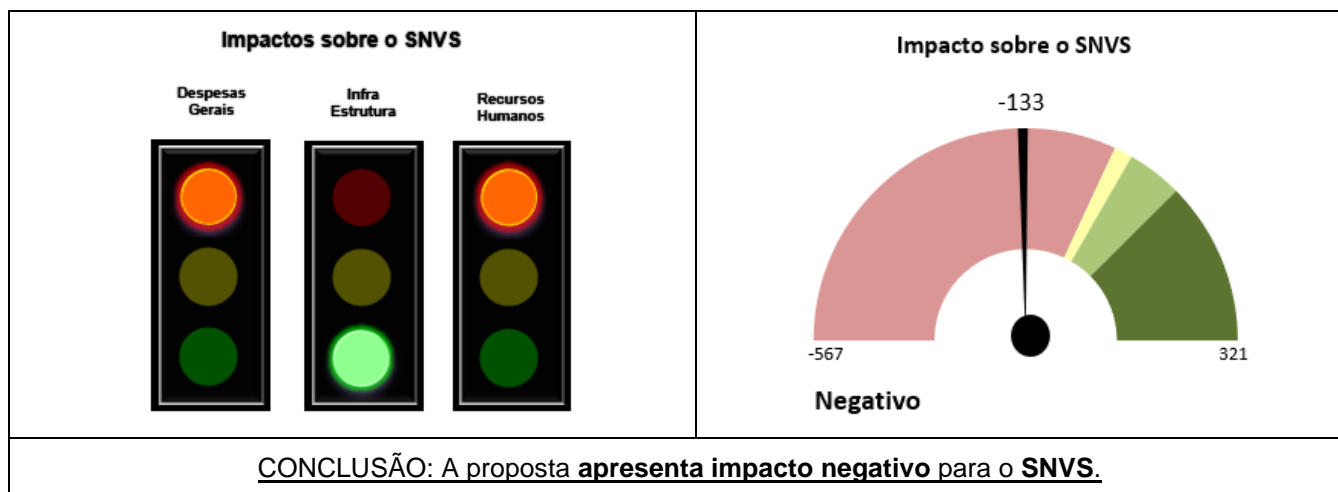 Impactos sobre o SNVS
Despesas
Gerais
Infra
Estrutura
Recursos
Humanos
Impacto sobre o SNVS
-133
-567
321
Negativo
CONCLUSÃO: A proposta apresenta impacto negativo para o SNVS.